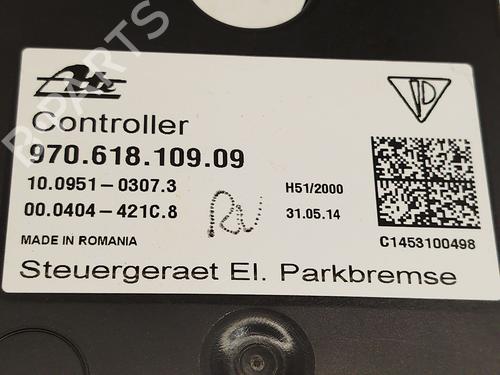 Ate
Controller
970.618.109.09
10.0951-0307.3
H51/2000
00.0404-421C.8
31.05.14
MADE IN ROMANIA
C1453100498
Steuergeraet El. Parkbremse